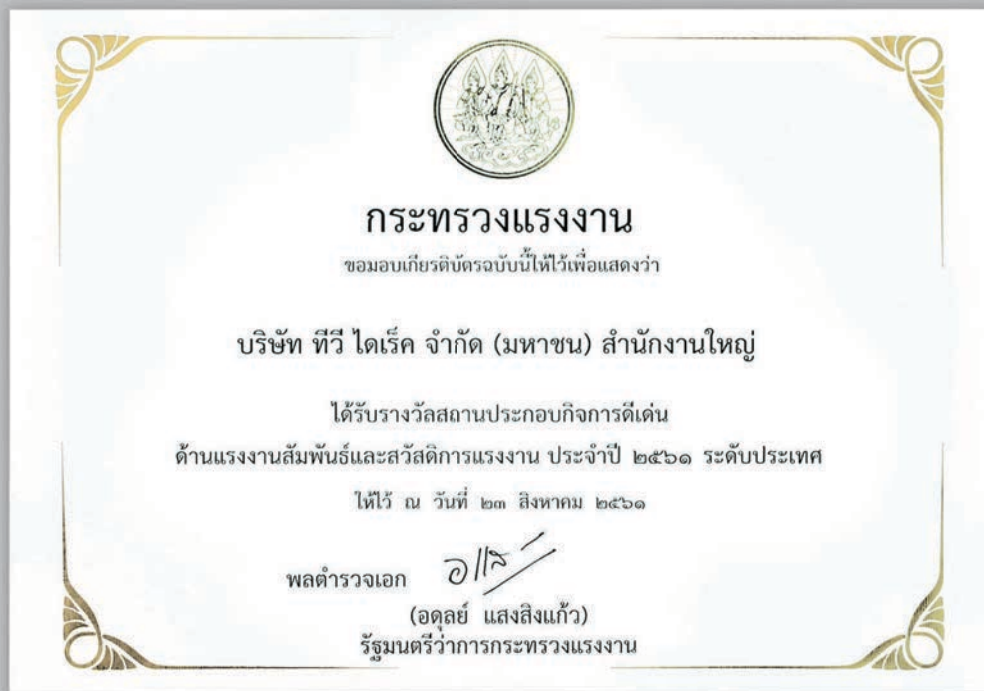 กระทรวงแรงงาน
ขอมอบเกียรติบัตรฉบับนี้ให้ไว้เพื่อแสดงว่า
บริษัท ทีวี ไดเร็ค จำกัด (มหาชน) สำนักงานใหญ่
ได้รับรางวัลสถานประกอบกิจการดีเด่น
ด้านแรงงานสัมพันธ์และสวัสดิการแรงงาน ประจำปี ๒๕๖๑ ระดับประเทศ
ให้ไว้ ณ วันที่ ๒๓ สิงหาคม ๒๕๖๑
พลตำรวจเอก
(อดุลย์ แสงสิงแก้ว)
รัฐมนตรีว่าการกระทรวงแรงงาน